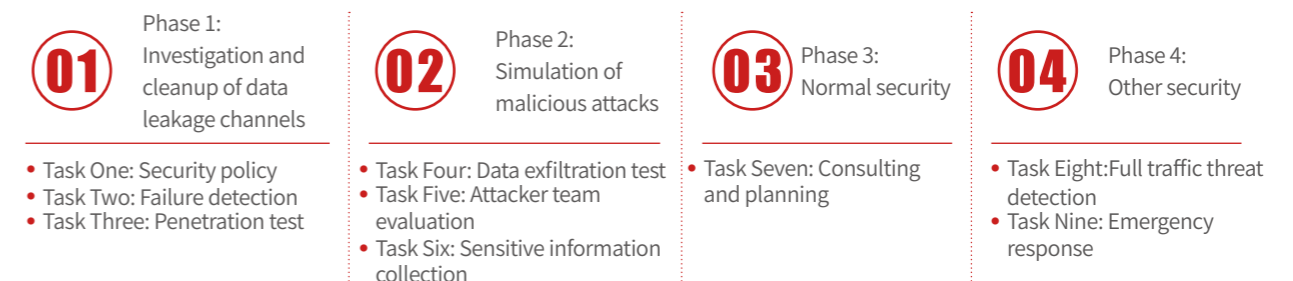 01
Phase 1:
Investigation and
cleanup of data
leakage channels
• Task One: Security policy
• Task Two: Failure detection
• Task Three: Penetration test
02
Phase 2:
Simulation of
malicious attacks
• Task Four: Data exfiltration test
• Task Five: Attacker team
evaluation
• Task Six: Sensitive information
collection
03
Phase 3:
Normal security
• Task Seven: Consulting
and planning
04
Phase 4:
Other security
• Task Eight:Full traffic threat
detection
• Task Nine: Emergency
response